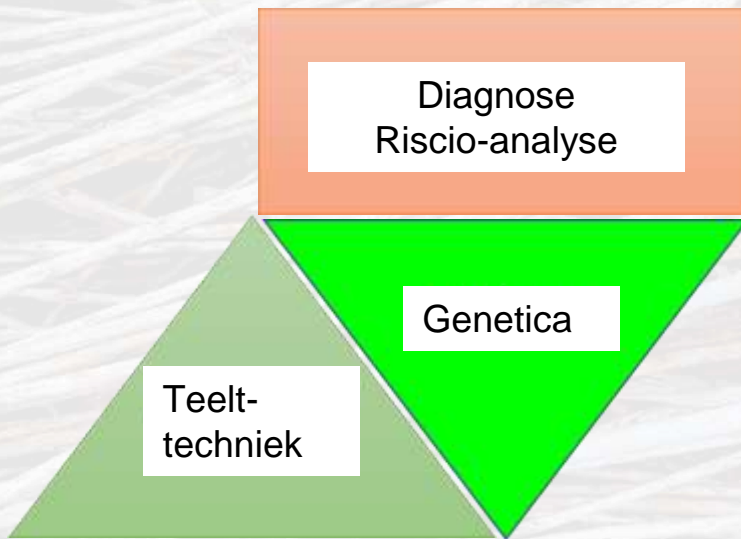 Diagnose
Riscio-analyse
Genetica
Teelt-
techniek